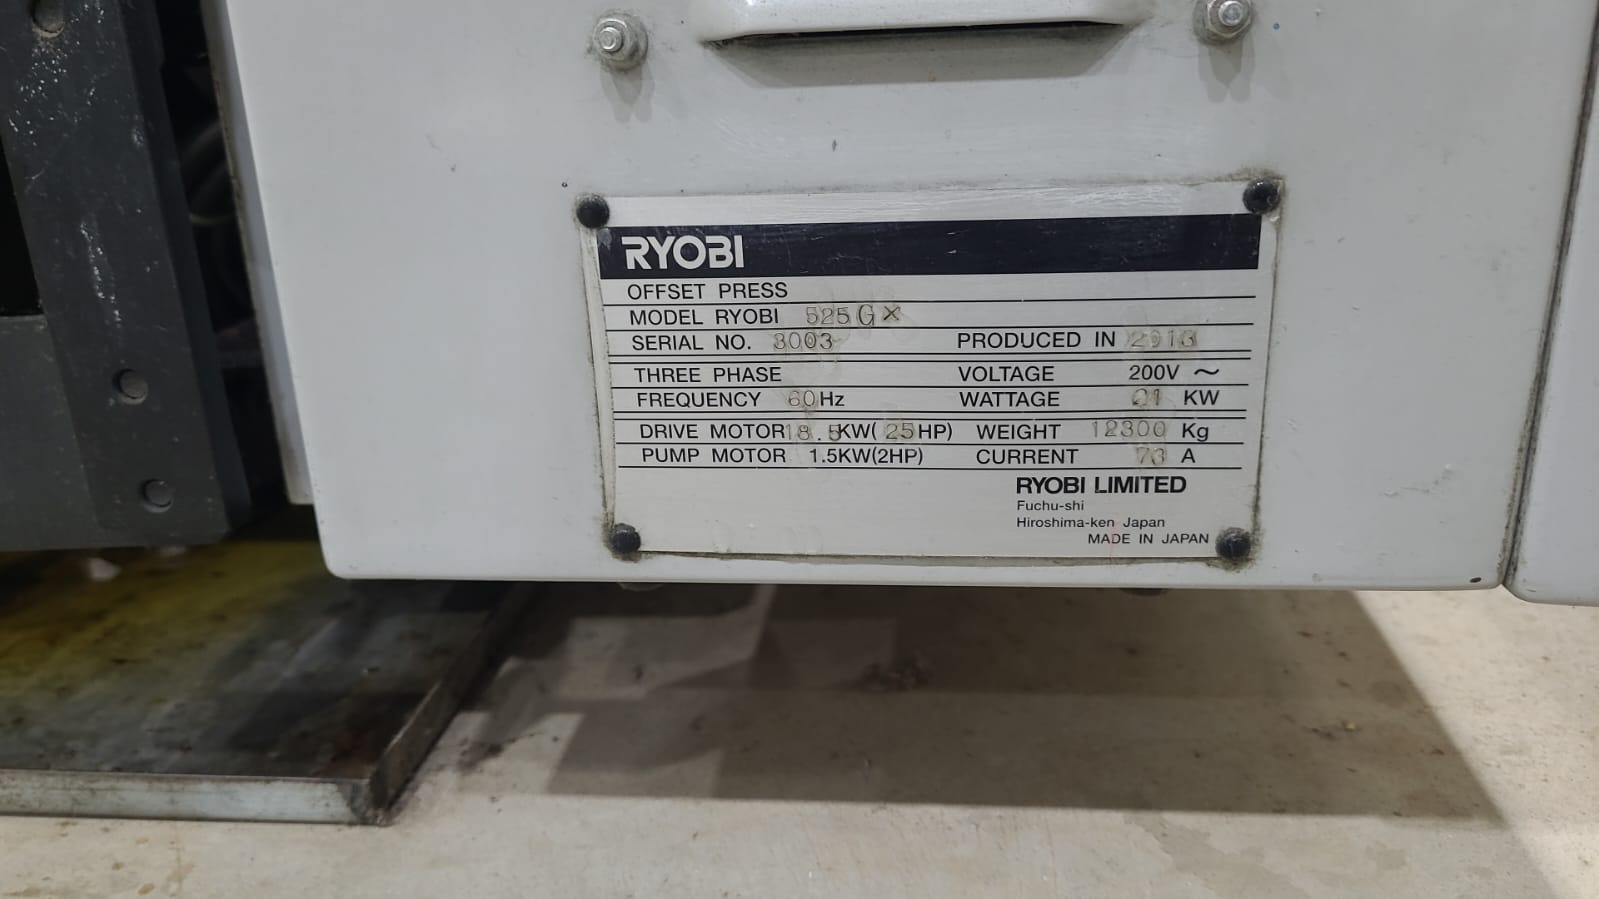 RYOBI
OFFSET PRESS
MODEL RYOBI 525GX
SERIAL NO. 3003 PRODUCED IN 2013
THREE PHASE VOLTAGE 200V ~
FREQUENCY 60Hz WATTAGE 21 KW
DRIVE MOTOR 18.5KW( 25HP) WEIGHT 12300 Kg
PUMP MOTOR 1.5KW(2HP) CURRENT 73 A
RYOBI LIMITED
Fuchu-shi
Hiroshima-ken Japan
MADE IN JAPAN